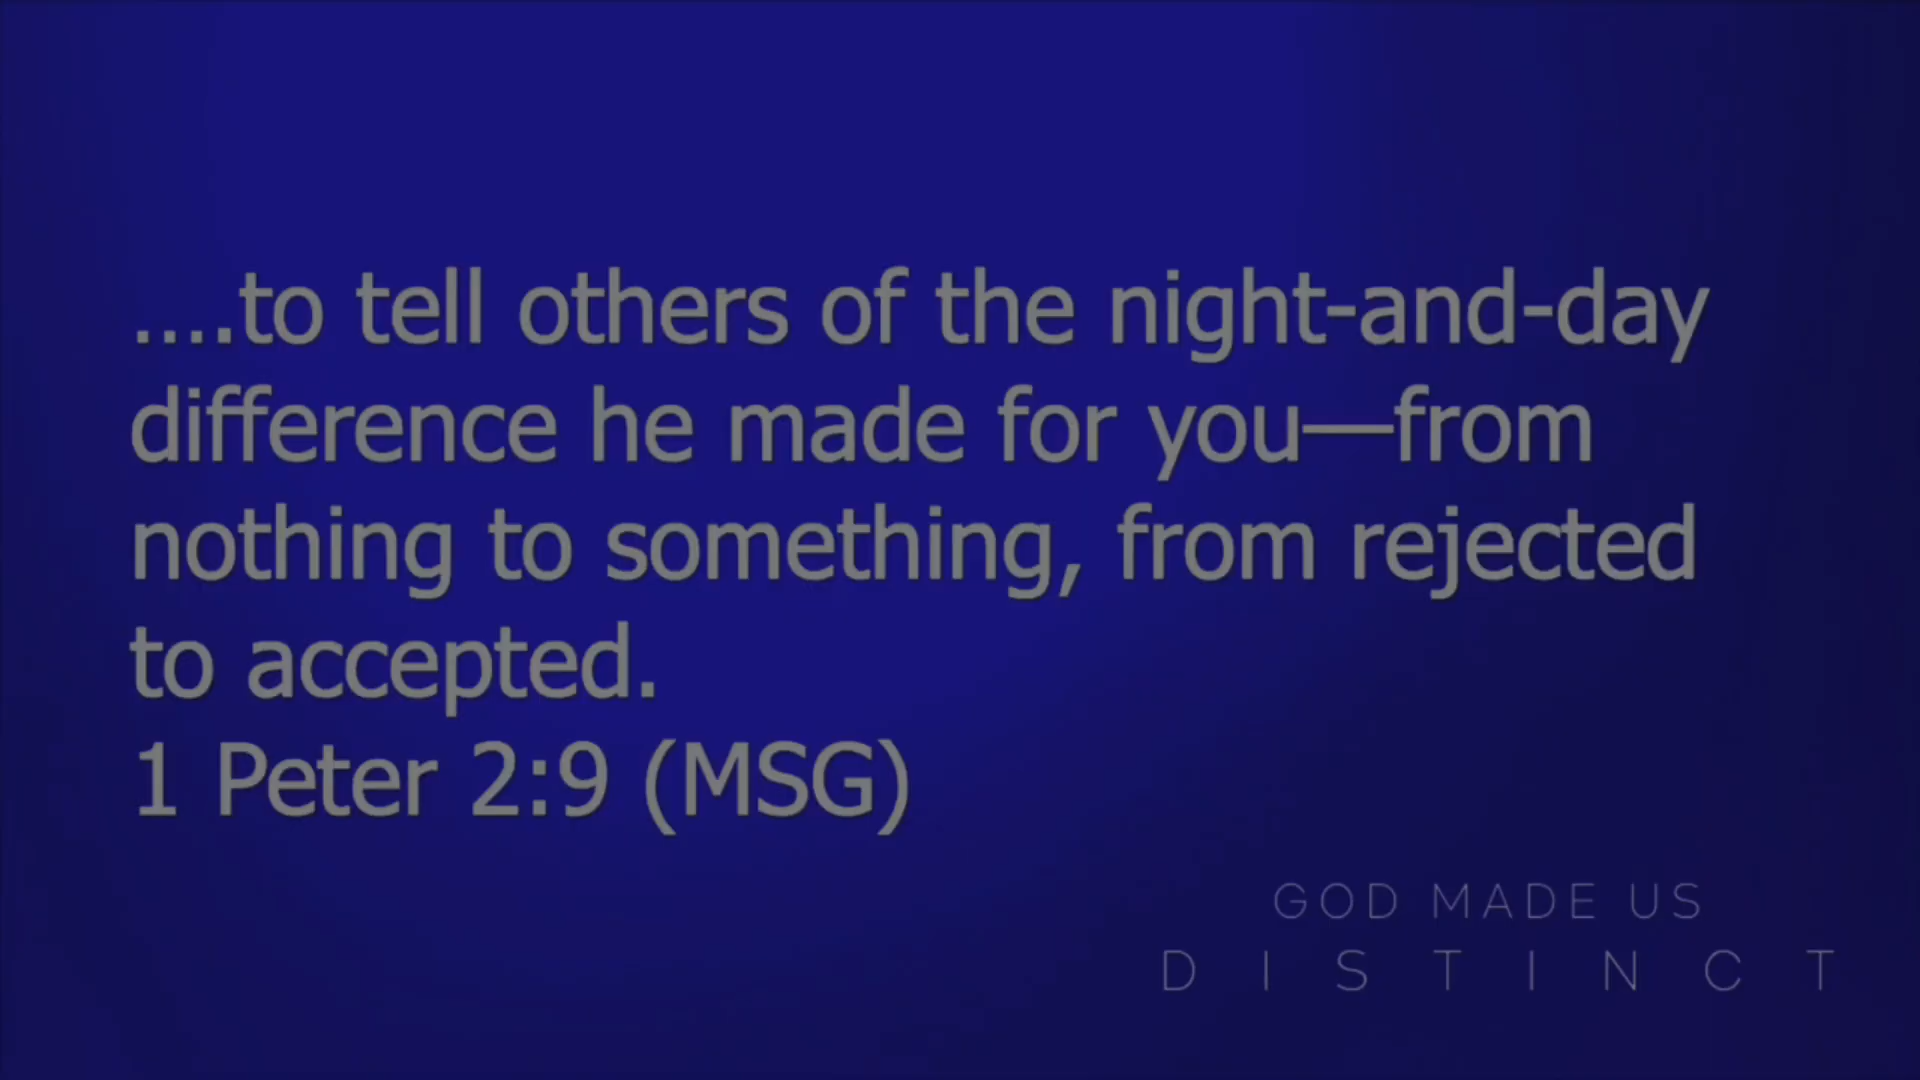 ....to tell others of the night-and-day
difference he made for you—from
nothing to something, from rejected
to accepted.
1 Peter 2:9 (MSG)
GOD MADE US
DISTINCT